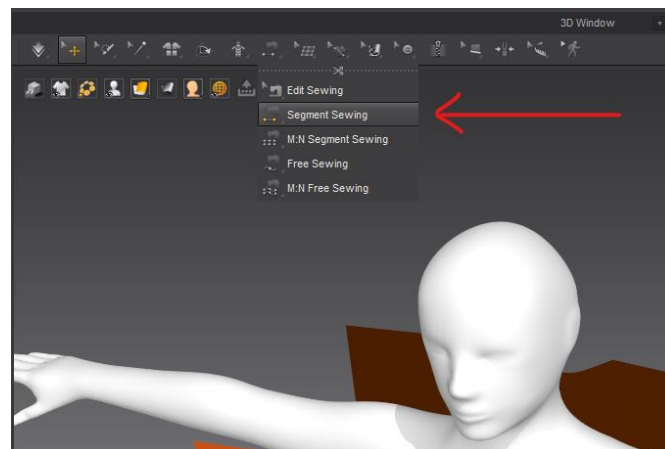 3D Window
Edit Sewing
Segment Sewing
M:N Segment Sewing
Free Sewing
M:N Free Sewing